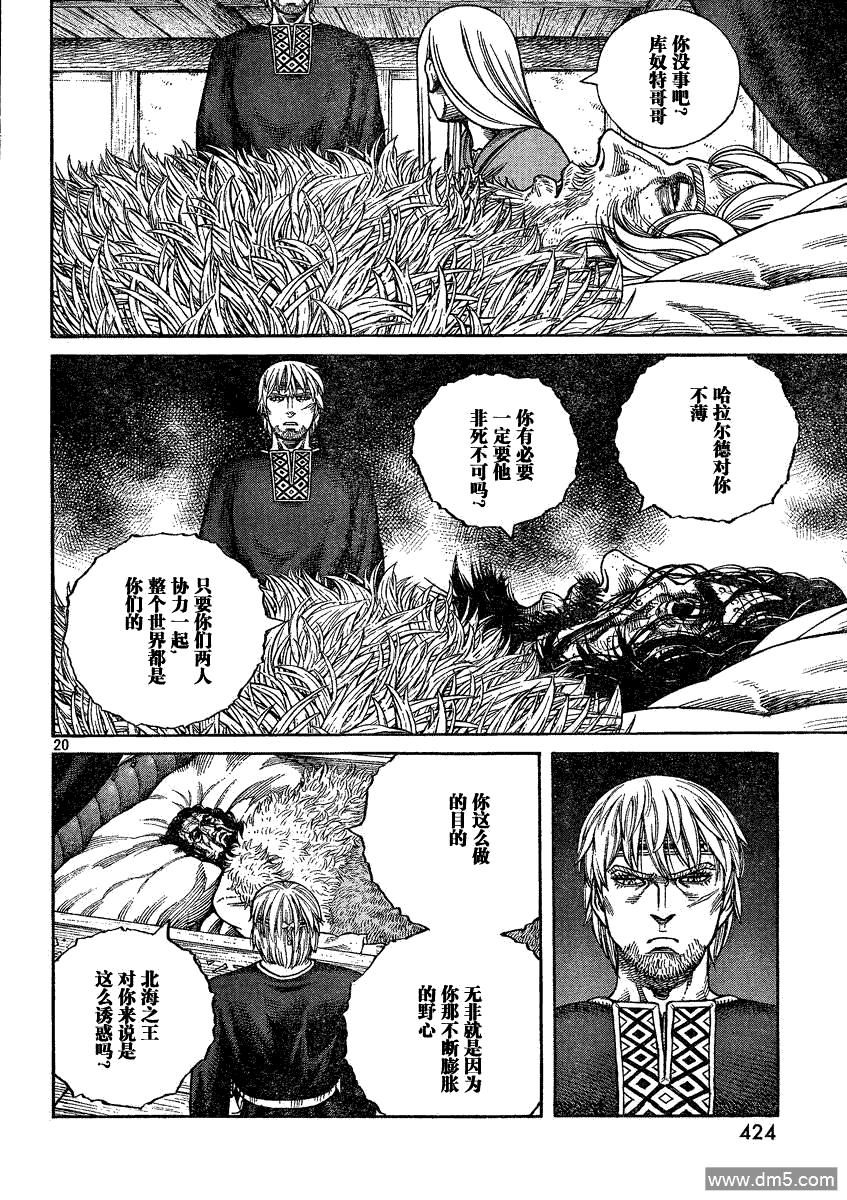 你没事吧?
库奴特哥哥
哈拉尔德对你
不薄
你有必要
一定要他
非死不可吗?
只要你们两人
协力一起,
整个世界都是
你们的
20
你这么做
的目的
无非就是因为
你那不断膨胀
的野心
北海之王
对你来说是
这么诱惑吗?
424
www.dm5.com